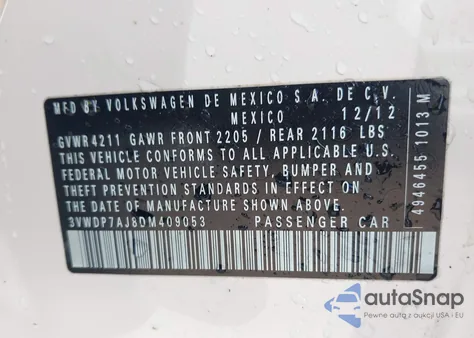 MFD BY VOLKSWAGEN DE MEXICO S.A. DE C.V.
MEXICO 12/12
GVWR 4211 GAWR FRONT 2205 / REAR 2116 LBS
THIS VEHICLE CONFORMS TO ALL APPLICABLE U.S.
FEDERAL MOTOR VEHICLE SAFETY, BUMPER AND
THEFT PREVENTION STANDARDS IN EFFECT ON
THE DATE OF MANUFACTURE SHOWN ABOVE.
3VWDP7AJ8DM409053 PASSENGER CAR
4946455 1013 M
autoSnap
Pewne auta z aukcji USA i EU